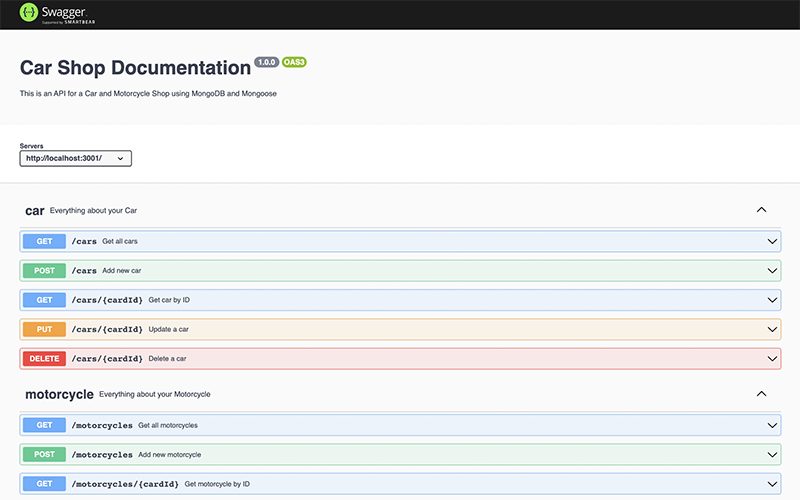 Swagger.
Supported by SMARTBEAR
Car Shop Documentation 1.0.0 OAS3
This is an API for a Car and Motorcycle Shop using MongoDB and Mongoose
Servers
http://localhost:3001/
car Everything about your Car
GET /cars Get all cars
POST /cars Add new car
GET /cars/{cardId} Get car by ID
PUT /cars/{cardId} Update a car
DELETE /cars/{cardId} Delete a car
motorcycle Everything about your Motorcycle
GET /motorcycles Get all motorcycles
POST /motorcycles Add new motorcycle
GET /motorcycles/{cardId} Get motorcycle by ID